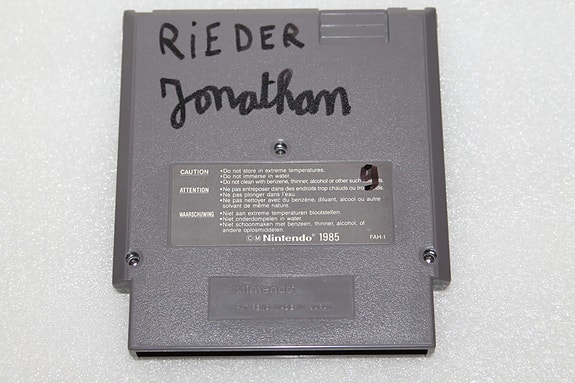 RiEDER
Jonathan
CAUTION
•Do not store in extreme temperatures.
•Do not immerse in water.
•Do not clean with benzene, thinner, alcohol or other such
9
ATTENTION
•Ne pas entreposer dans des endroits trop chauds ou trop
•Ne pas plonger dans l'eau.
•Ne pas nettoyer avec du benzène, diluant, alcool ou autre
solvant de même nature.
WAARSCHUWING
•Niet aan extreme temperaturen blootstellen.
•Niet onderdompelen in water.
•Niet schoonmaken met benzeen, thinner, alcohol, of
andere oplosmiddelen.
©Ⓜ Nintendo® 1985
FAH-1
Nintendo®